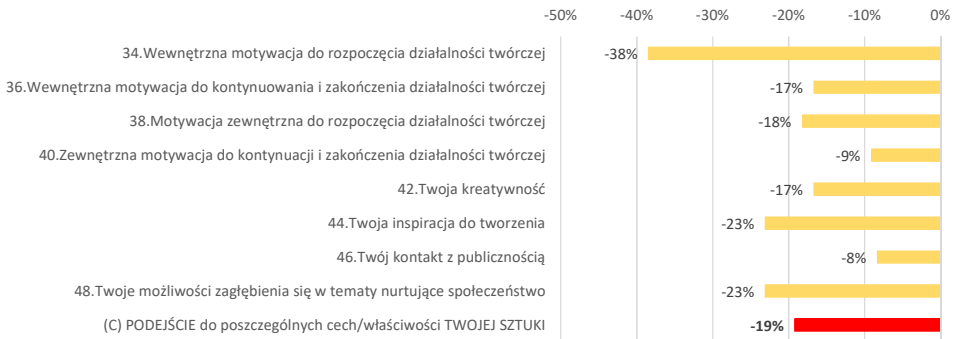 -50% -40% -30% -20% -10% 0%
34.Wewnętrzna motywacja do rozpoczęcia działalności twórczej -38%
36.Wewnętrzna motywacja do kontynuowania i zakończenia działalności twórczej -17%
38.Motywacja zewnętrzna do rozpoczęcia działalności twórczej -18%
40.Zewnętrzna motywacja do kontynuacji i zakończenia działalności twórczej -9%
42.Twoja kreatywność -17%
44.Twoja inspiracja do tworzenia -23%
46.Twój kontakt z publicznością -8%
48.Twoje możliwości zagłębienia się w tematy nurtujące społeczeństwo -23%
(C) PODEJŚCIE do poszczególnych cech/właściwości TWOJEJ SZTUKI -19%